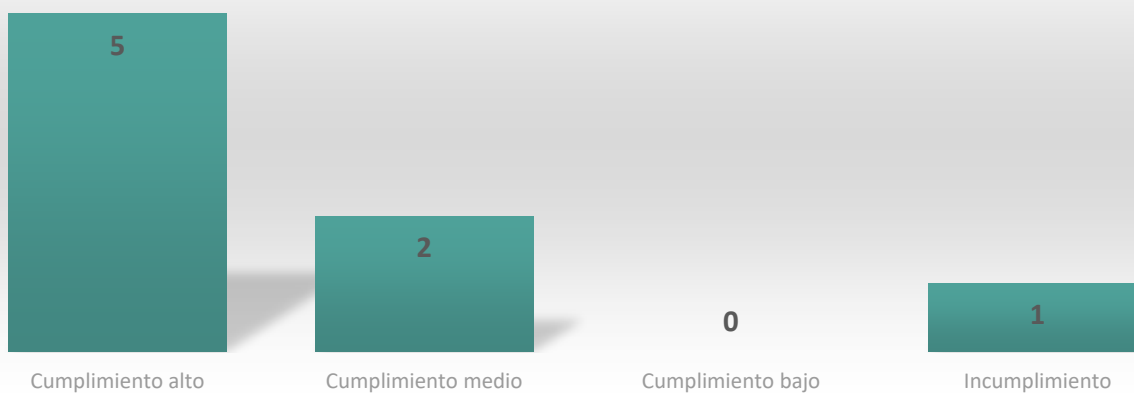 5
2
0
1
Cumplimiento alto
Cumplimiento medio
Cumplimiento bajo
Incumplimiento